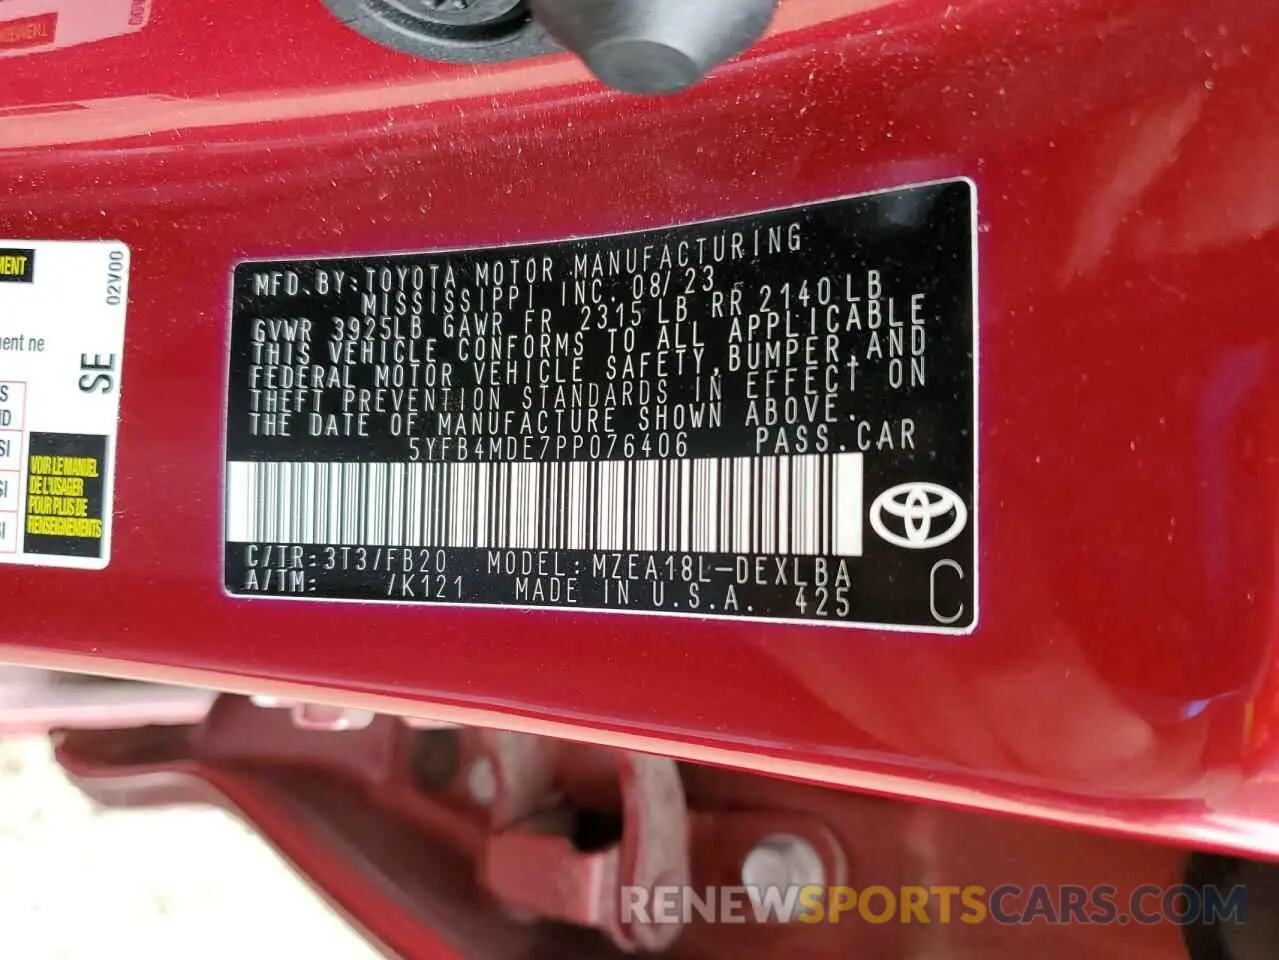 MENT
02V00
ent ne
SE
VOIR LE MANUEL
DE L'USAGER
POUR PLUS DE
RENSEIGNEMENTS
MFD. BY: TOYOTA MOTOR MANUFACTURING
MISSISSIPPI INC. 08/23
GVWR 3925LB GAWR FR 2315 LB RR 2140 LB
THIS VEHICLE CONFORMS TO ALL APPLICABLE
FEDERAL MOTOR VEHICLE SAFETY, BUMPER, AND
THEFT PREVENTION STANDARDS IN EFFECT ON
THE DATE OF MANUFACTURE SHOWN ABOVE.
5YFB4MDE7PP076406 PASS. CAR
C/TR: 3T3/FB20 MODEL: MZEA18L-DEXLBA
A/TM: /K121 MADE IN U.S.A. 425
C
RENEWSPORTSCARS.COM